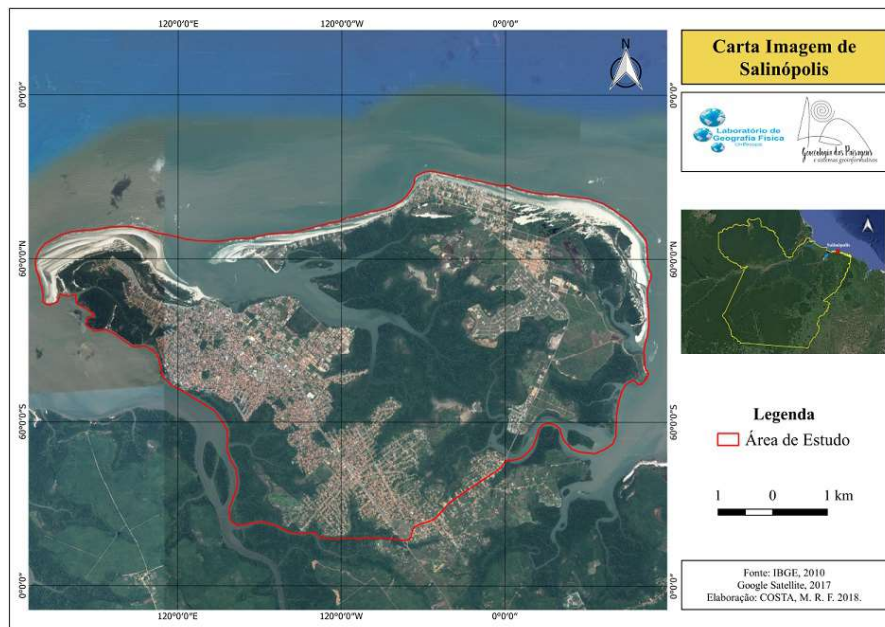 120°0'0"E
120°0'0"W
0°0'0"
N
0°0'0"
60°0'0"N
60°0'0"S
0°0'0"
0°0'0"
60°0'0"N
60°0'0"S
0°0'0"
120°0'0"E
120°0'0"W
0°0'0"
Carta Imagem de
Salinópolis
Laboratório de
Geografia Física
Geoecologia das Paisagens
e sistemas geoinformativos
Salinópolis
Legenda
Área de Estudo
1 0 1 km
Fonte: IBGE, 2010
Google Satellite, 2017
Elaboração: COSTA, M. R. F. 2018.